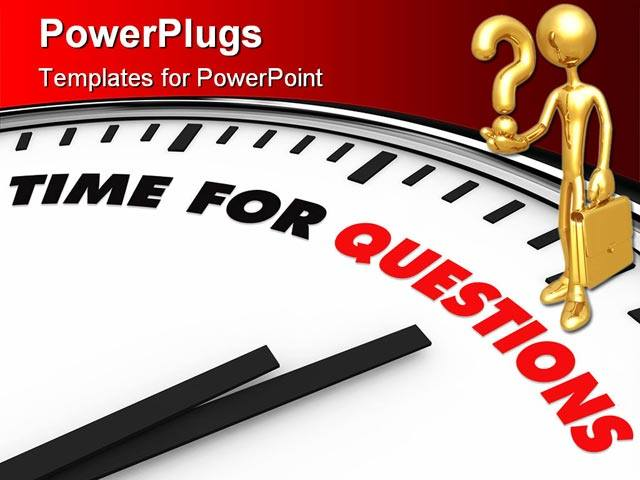 PowerPlugs
Templates for PowerPoint
TIME FOR QUESTIONS